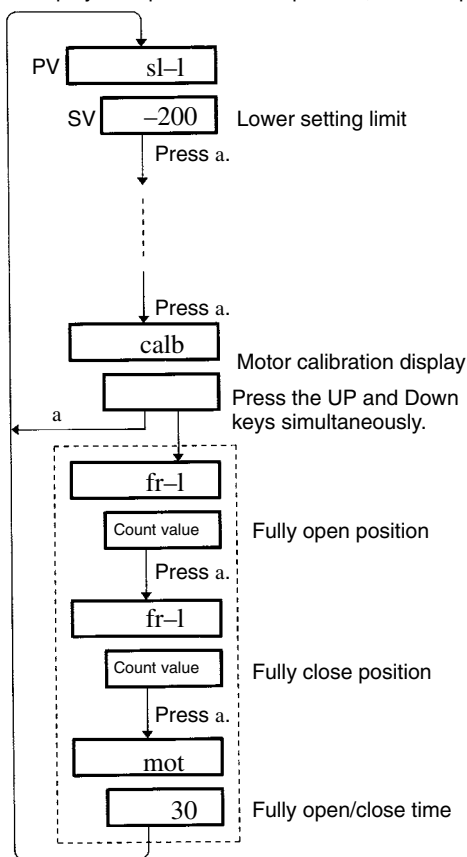 PV sl–l
SV –200 Lower setting limit
Press a.
Press a.
calb
Motor calibration display
Press the UP and Down
keys simultaneously.
a
fr–l
Count value Fully open position
Press a.
fr–l
Count value Fully close position
Press a.
mot
30 Fully open/close time